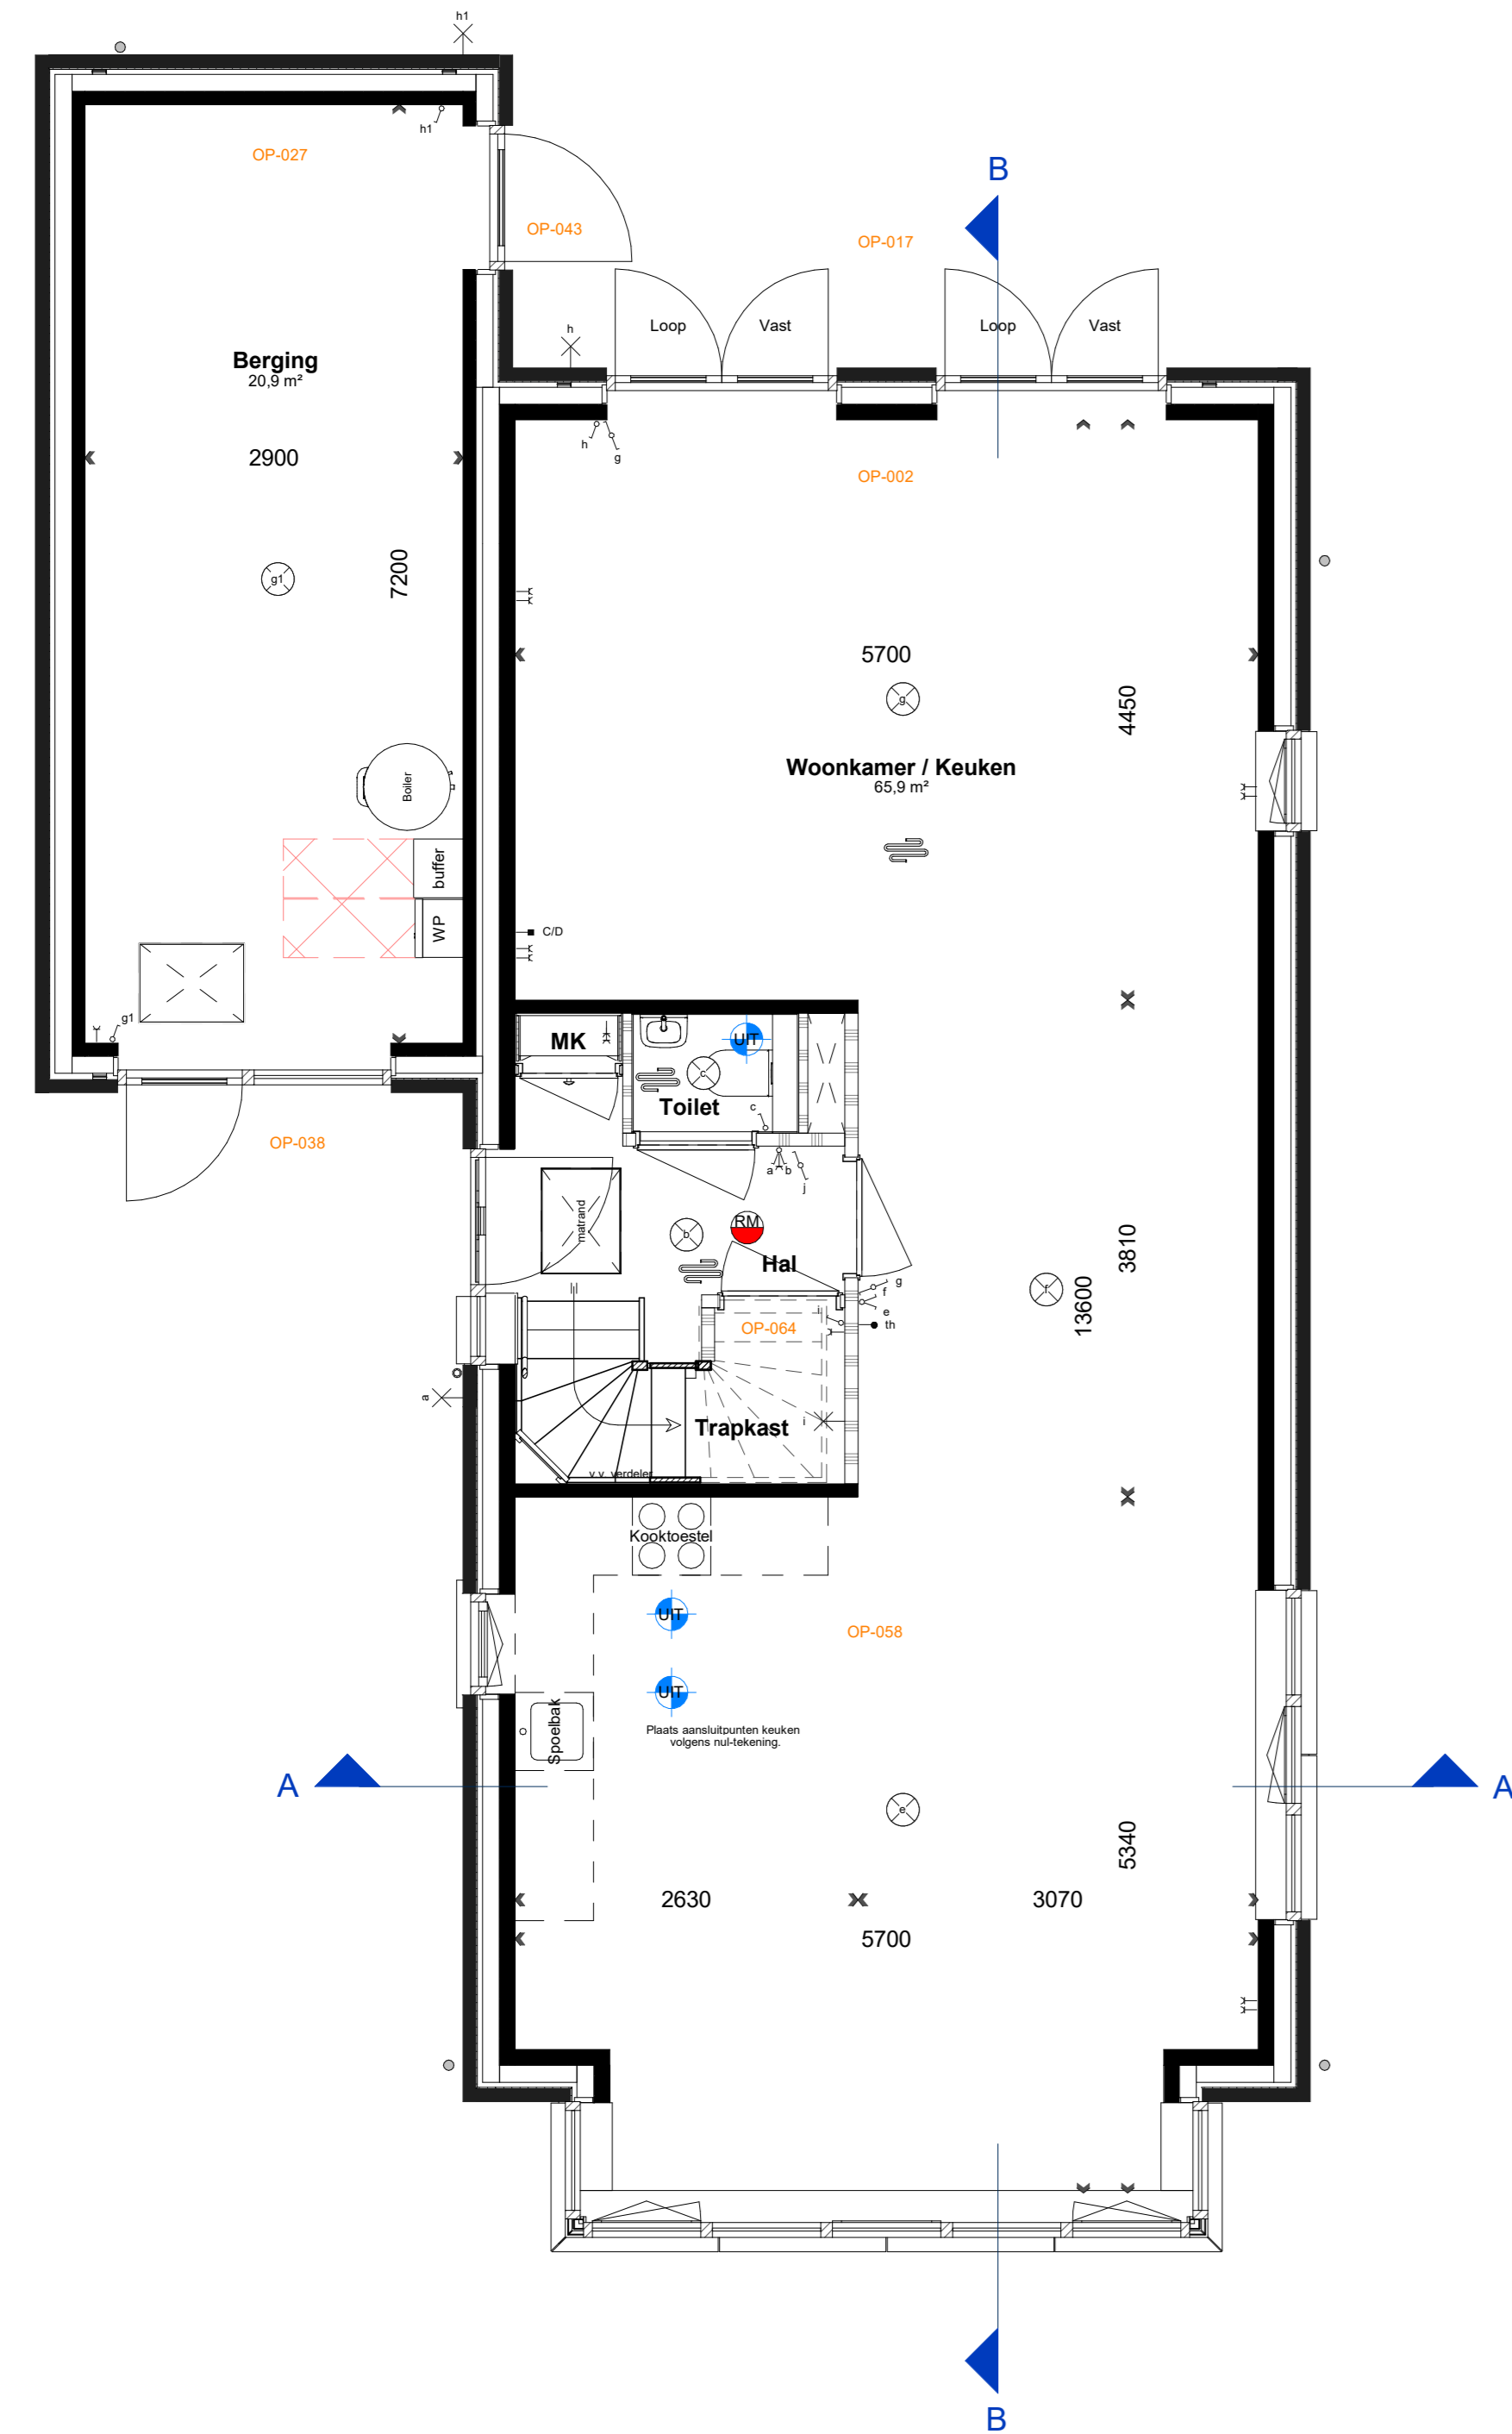 h1
h1
OP-027
B
OP-043
OP-017
Loop
Vast
Loop
Vast
h
Berging
20,9 m²
h
g
2900
OP-002
7200
g1
5700
g
4450
Woonkamer / Keuken
65,9 m²
Boiler
buffer
WP
C/D
g1
MK
UIT
c
Toilet
c
OP-038
a
b
j
matrand
b
RM
Hal
3810
g
f
e
th
f
13600
i
OP-064
a
Trapkast
i
v.v. verdeler
Kooktoestel
UIT
OP-058
UIT
Spoelbak
Plaats aansluitpunten keuken
volgens nul-tekening.
A
A
e
5340
2630
3070
5700
B